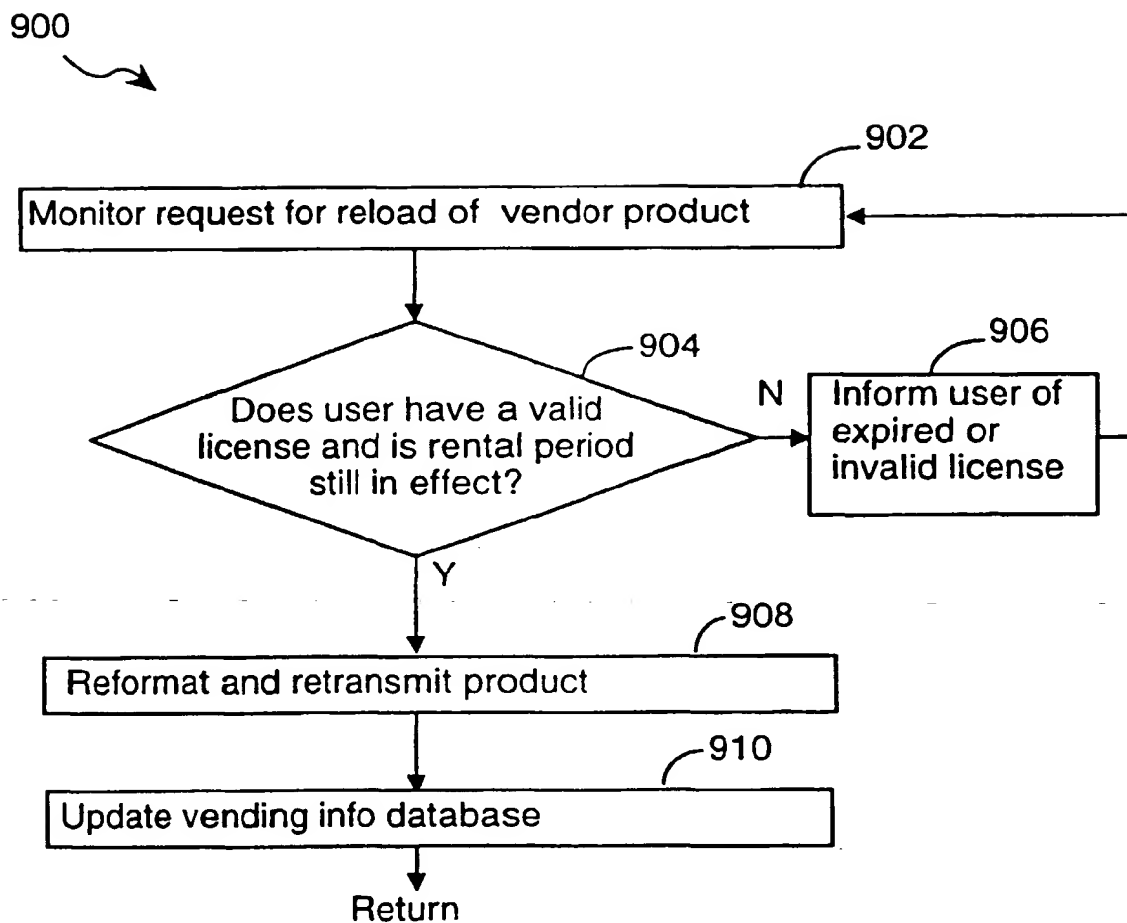 900
902
Monitor request for reload of vendor product
904
Does user have a valid
license and is rental period
still in effect?
N
906
Inform user of
expired or
invalid license
Y
908
Reformat and retransmit product
910
Update vending info database
Return